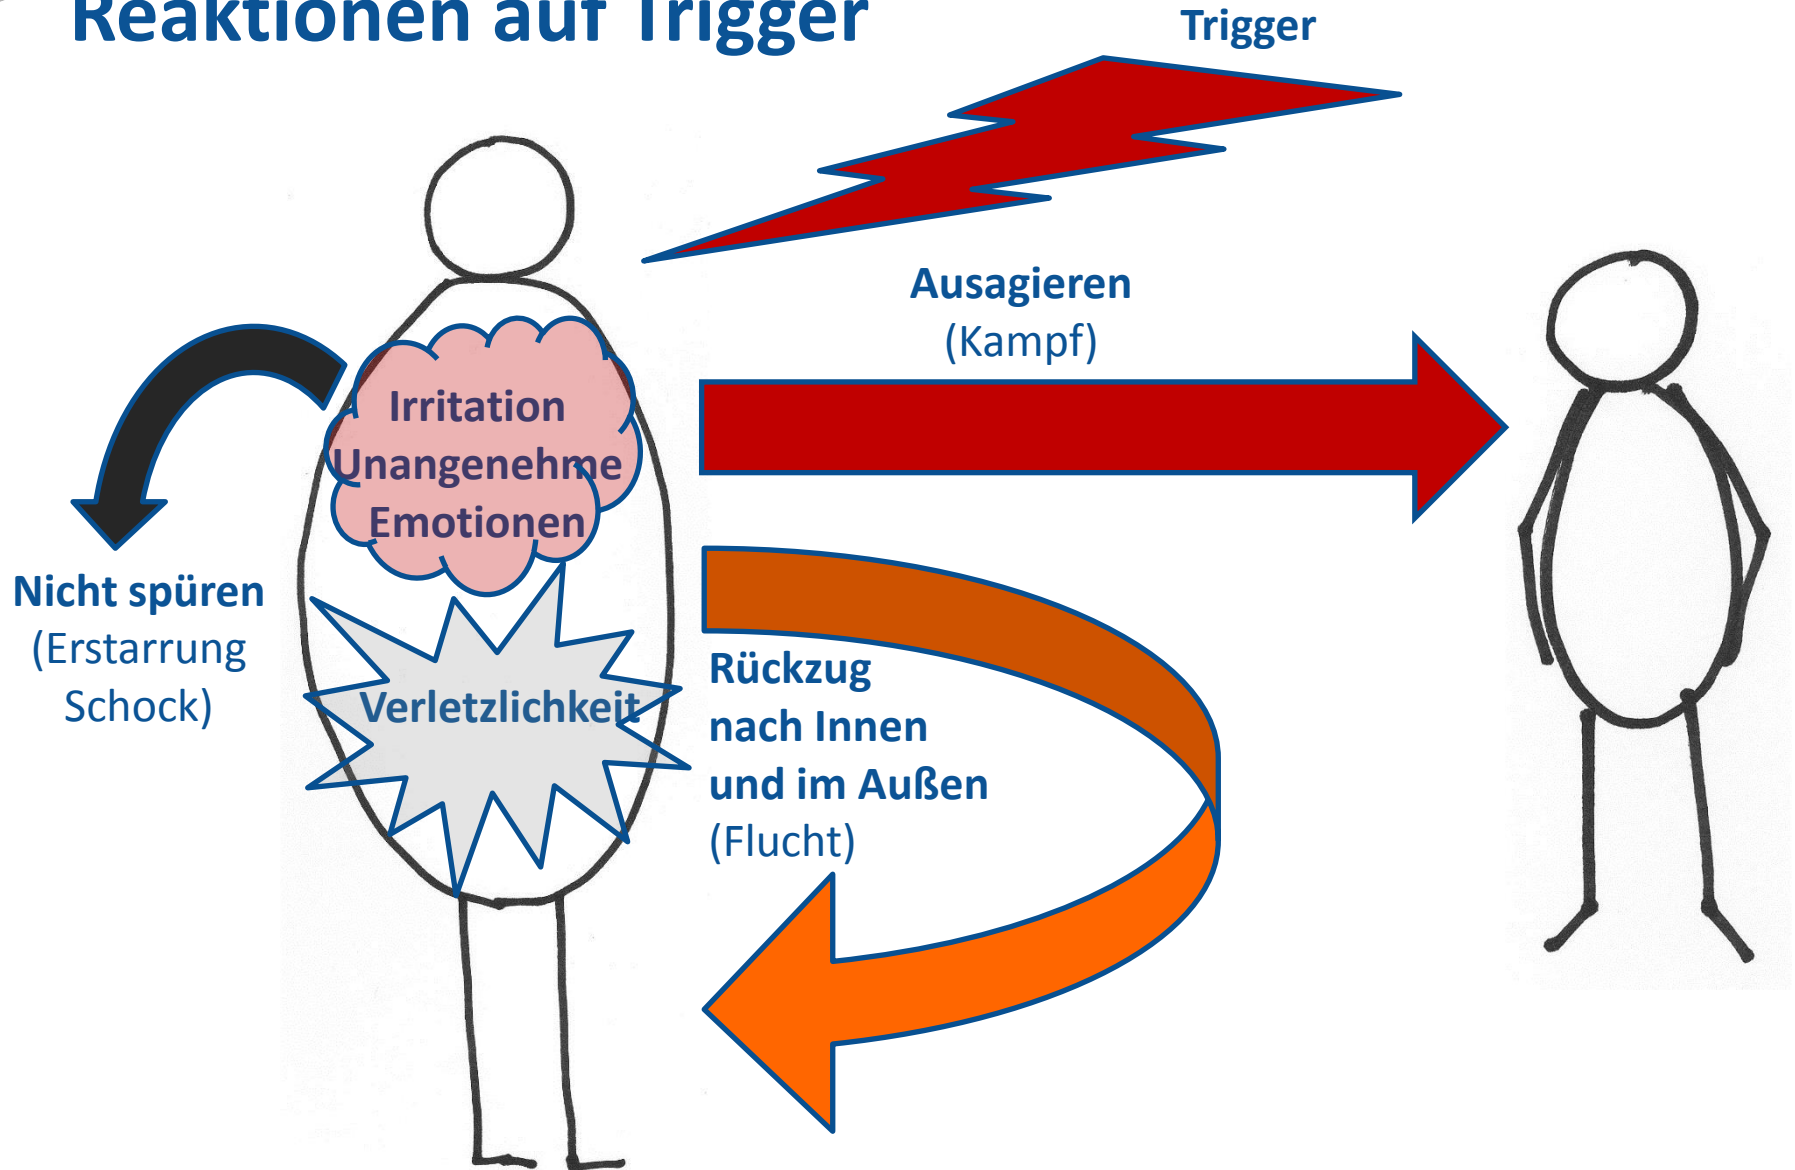 Reaktionen auf Trigger
Trigger
Ausagieren
(Kampf)
Irritation
Unangenehme
Emotionen
Nicht spüren
(Erstarrung
Schock)
Verletzlichkeit
Rückzug
nach Innen
und im Außen
(Flucht)